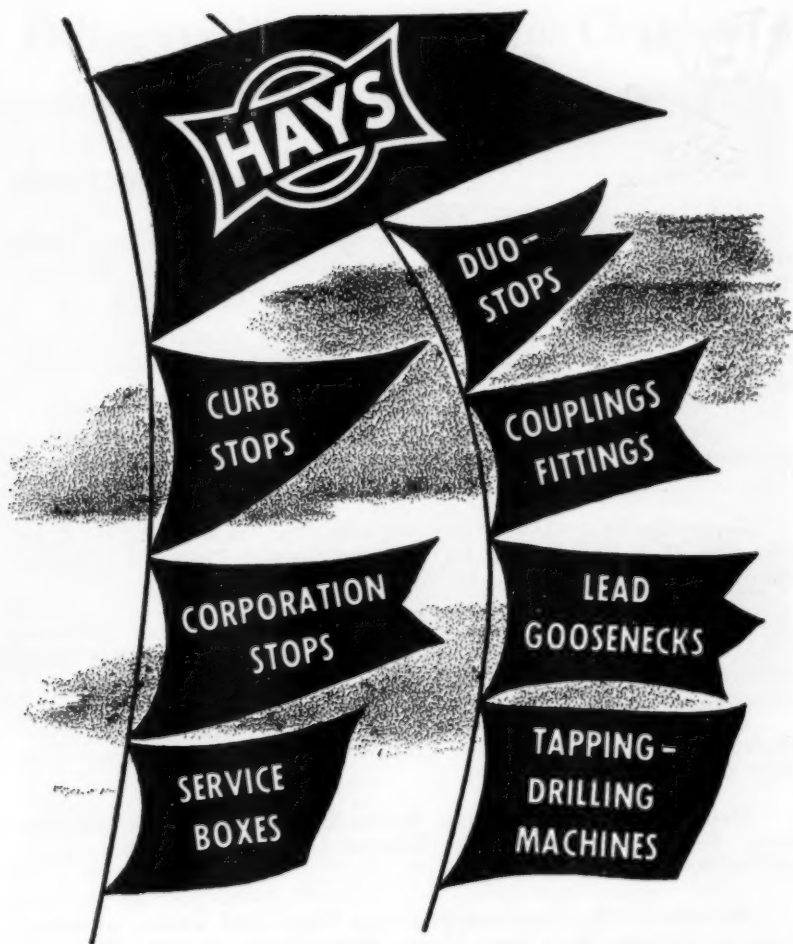 HAYS
CURB
STOPS
CORPORATION
STOPS
SERVICE
BOXES
DUO-
STOPS
COUPLINGS
FITTINGS
LEAD
GOOSENECKS
TAPPING-
DRILLING
MACHINES